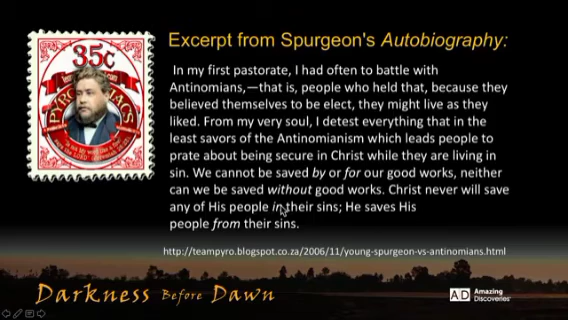 Excerpt from Spurgeon's Autobiography:
35¢
PYROMANIACS
In my first pastorate, I had often to battle with
Antinomians,—that is, people who held that, because they
believed themselves to be elect, they might live as they
liked. From my very soul, I detest everything that in the
least savors of the Antinomianism which leads people to
prate about being secure in Christ while they are living in
sin. We cannot be saved by or for our good works, neither
can we be saved without good works. Christ never will save
any of His people in their sins; He saves His
people from their sins.
http://teampyro.blogspot.co.za/2006/11/young-spurgeon-vs-antinomians.html
Darkness Before Dawn
AD Amazing
Discoveries